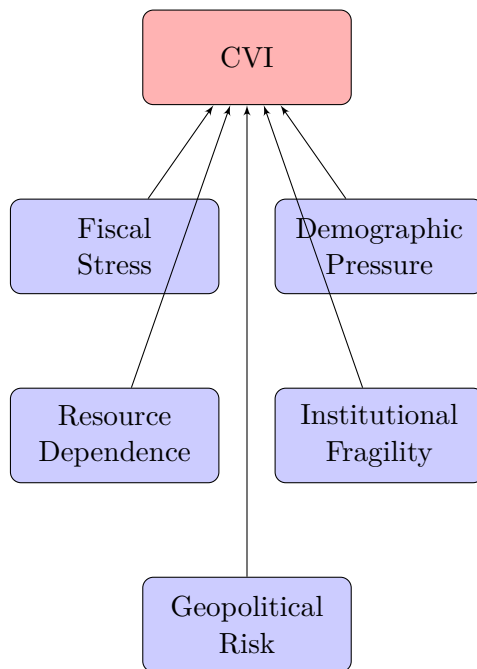 CVI
Fiscal
Stress
Demographic
Pressure
Resource
Dependence
Institutional
Fragility
Geopolitical
Risk